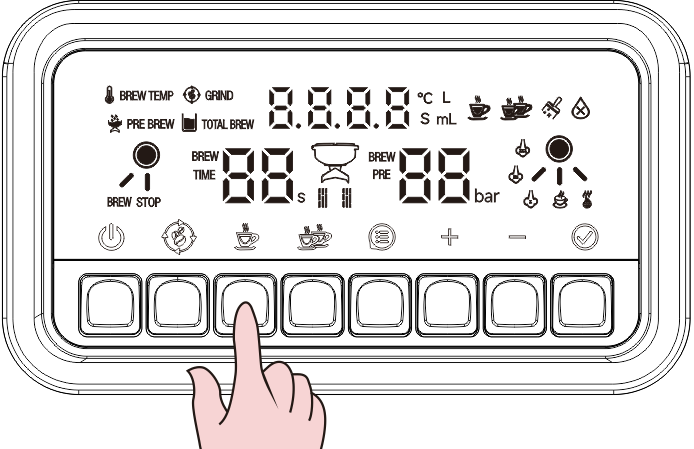 BREW TEMP GRIND 8.8.8.8 °C L
PRE BREW TOTAL BREW S mL
BREW TIME 88 s BREW PRE 88 bar
BREW STOP